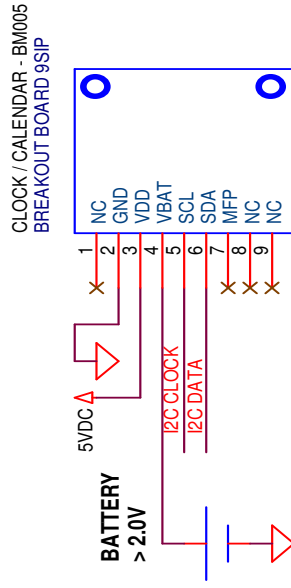 CLOCK / CALENDAR - BM005
BREAKOUT BOARD 9SIP
1 NC
2 GND
3 VDD
4 VBAT
5 SCL
6 SDA
7 MFP
8 NC
9 NC
5VDC
I2C CLOCK
I2C DATA
BATTERY
> 2.0V